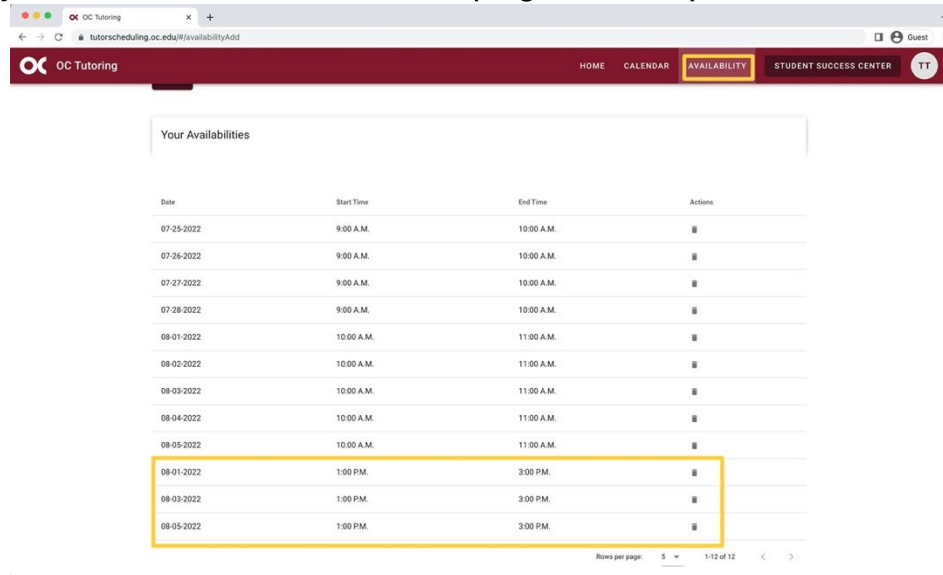 OC Tutoring
tutorscheduling.oc.edu/#/availabilityAdd
Guest
OC OC Tutoring HOME CALENDAR AVAILABILITY STUDENT SUCCESS CENTER TT
Your Availabilities
Date Start Time End Time Actions
07-25-2022 9:00 A.M. 10:00 A.M.
07-26-2022 9:00 A.M. 10:00 A.M.
07-27-2022 9:00 A.M. 10:00 A.M.
07-28-2022 9:00 A.M. 10:00 A.M.
08-01-2022 10:00 A.M. 11:00 A.M.
08-02-2022 10:00 A.M. 11:00 A.M.
08-03-2022 10:00 A.M. 11:00 A.M.
08-04-2022 10:00 A.M. 11:00 A.M.
08-05-2022 10:00 A.M. 11:00 A.M.
08-01-2022 1:00 P.M. 3:00 P.M.
08-03-2022 1:00 P.M. 3:00 P.M.
08-05-2022 1:00 P.M. 3:00 P.M.
Rows per page: 5 1-12 of 12